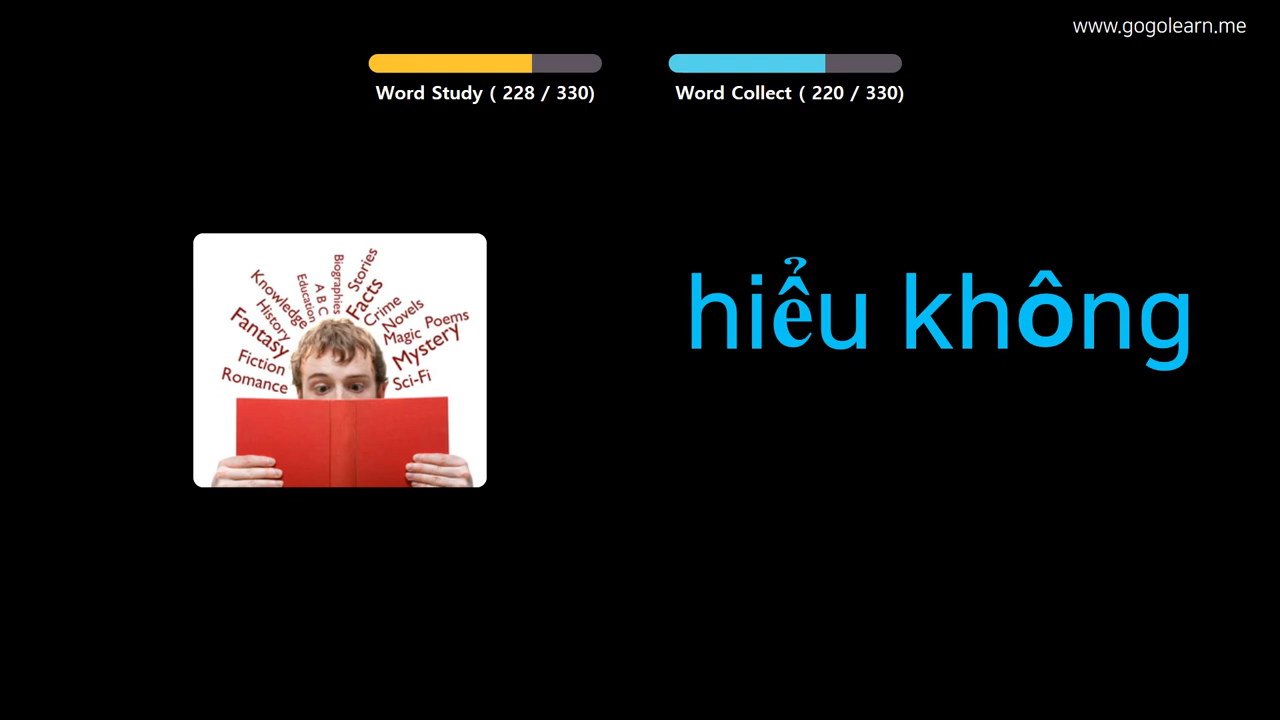 www.gogolearn.me
Word Study ( 228 / 330)
Word Collect ( 220 / 330)
hiểu không
Knowledge
History
Fantasy
Fiction
Romance
Education
A B C
Biographies
Stories
Facts
Crime
Novels
Magic
Poems
Mystery
Sci-Fi